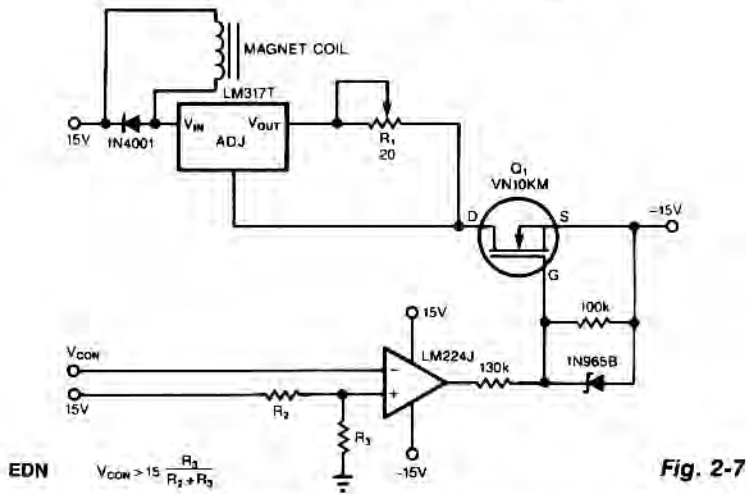 MAGNET COIL
LM317T
15V
1N4001
VIN
VOUT
ADJ
R1
20
Q1
VN10KM
D
S
G
-15V
100k
1N965B
15V
LM224J
VCON
−
+
130k
15V
R2
R3
-15V
EDN
VCON > 15 R3 / R2 + R3
Fig. 2-7